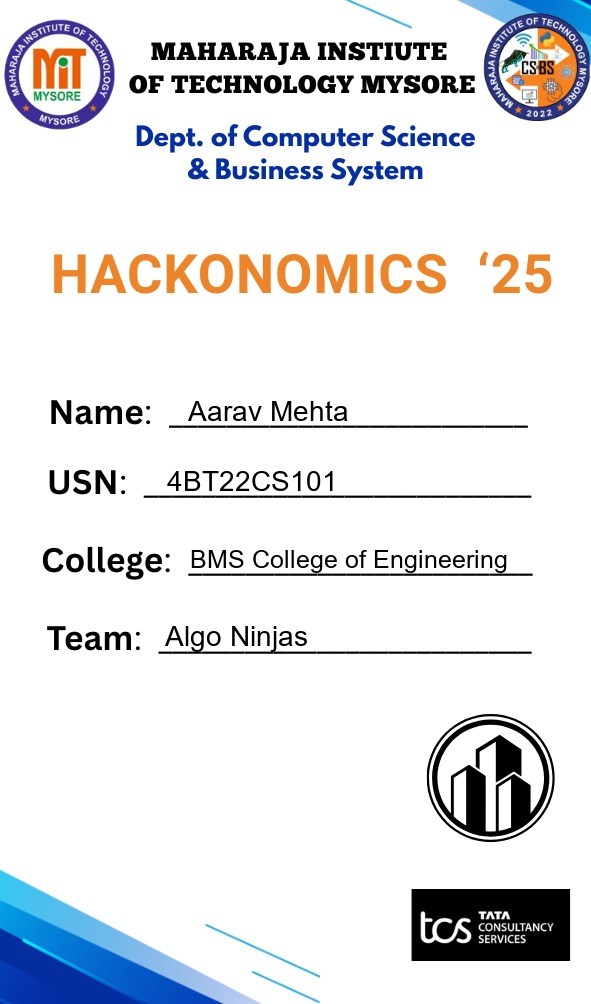 MAHARAJA INSTITUTE OF TECHNOLOGY
MIT
MYSORE
MYSORE
MAHARAJA INSTIUTE
OF TECHNOLOGY MYSORE
MAHARAJA INSTITUTE OF TECHNOLOGY MYSORE
CSBS
2022
Dept. of Computer Science
& Business System
HACKONOMICS ‘25
Name: Aarav Mehta
USN: 4BT22CS101
College: BMS College of Engineering
Team: Algo Ninjas
tcs TATA
CONSULTANCY
SERVICES